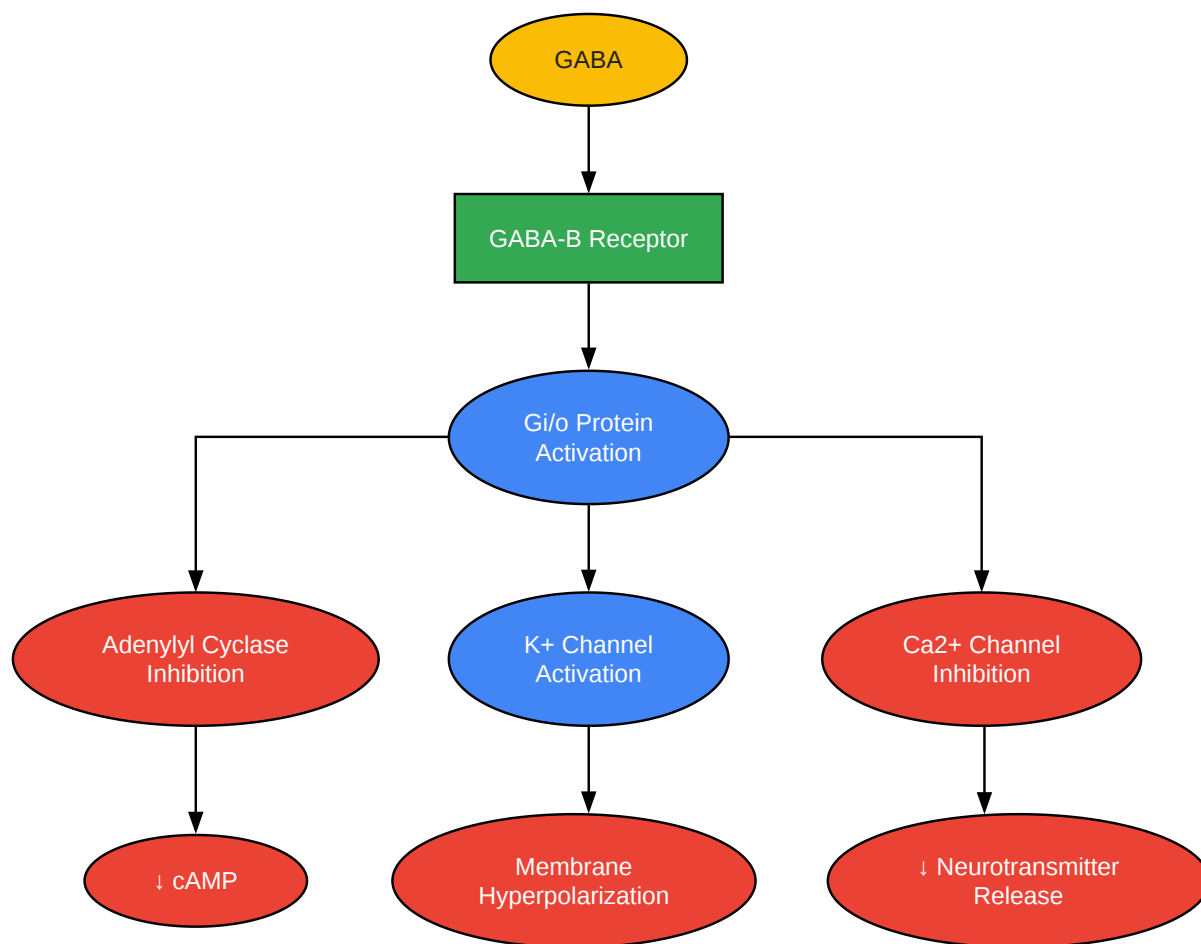 GABA
GABA-B Receptor
Gi/o Protein
Activation
Adenylyl Cyclase
Inhibition
K+ Channel
Activation
Ca2+ Channel
Inhibition
↓ cAMP
Membrane
Hyperpolarization
↓ Neurotransmitter
Release